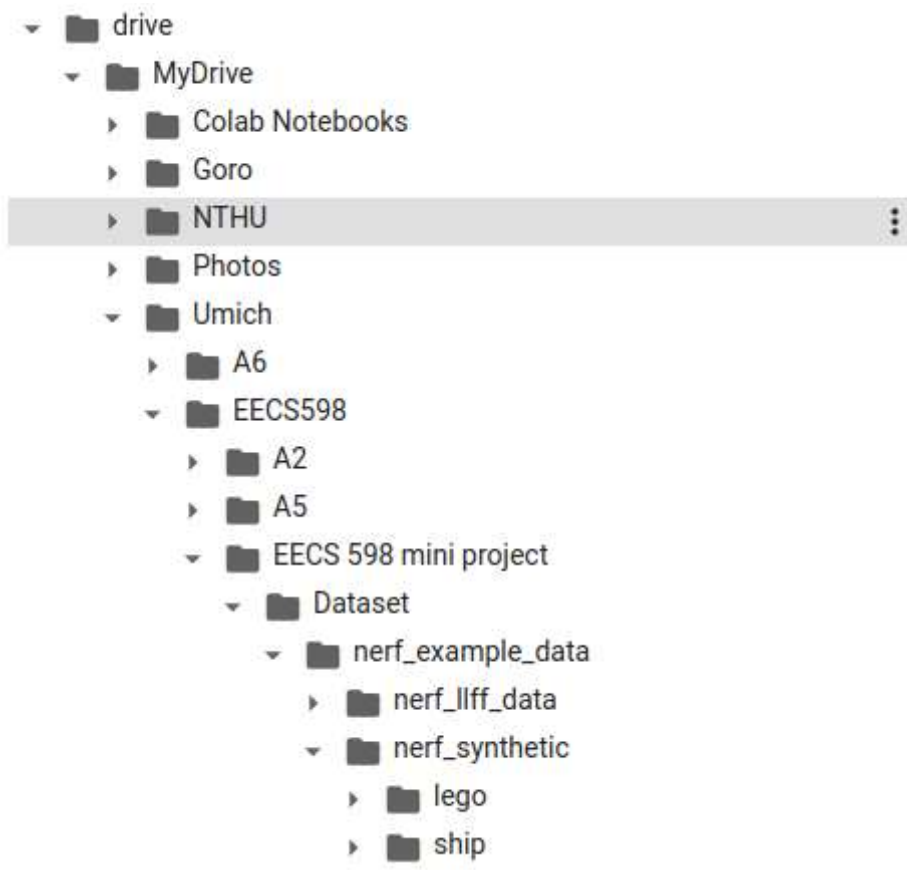 drive
MyDrive
Colab Notebooks
Goro
NTHU
Photos
Umich
A6
EECS598
A2
A5
EECS 598 mini project
Dataset
nerf_example_data
nerf_llff_data
nerf_synthetic
lego
ship